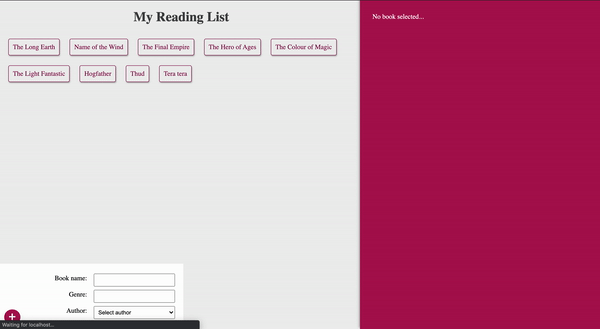 My Reading List
The Long Earth Name of the Wind The Final Empire The Hero of Ages The Colour of Magic
The Light Fantastic Hogfather Thud Tera tera
No book selected...
Book name:
Genre:
Author: Select author
+
Waiting for localhost...